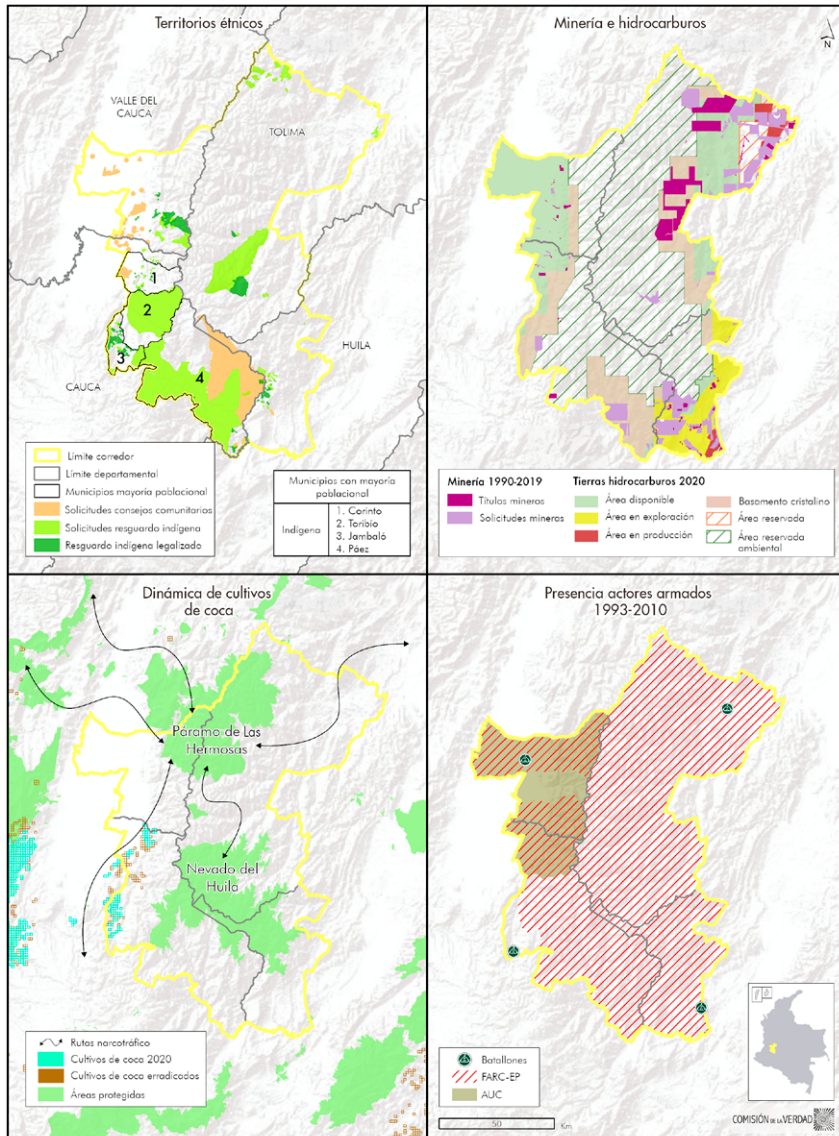 Territorios étnicos
VALLE DEL
CAUCA
TOLIMA
HUILA
CAUCA
1
2
3
4
Límite corredor
Límite departamental
Municipios mayoría poblacional
Solicitudes consejos comunitarios
Solicitudes resguardo indígena
Resguardo indígena legalizado
Municipios con mayoría
poblacional
Indígena
1. Corinto
2. Toribío
3. Jambaló
4. Páez
Minería e hidrocarburos
N
Minería 1990-2019
Títulos mineros
Solicitudes mineros
Tierras hidrocarburos 2020
Área disponible
Área en exploración
Área en producción
Basamento cristalino
Área reservada
Área reservada
ambiental
Dinámica de cultivos
de coca
Páramo de Las
Hermosas
Nevado del
Huila
Rutas narcotráfico
Cultivos de coca 2020
Cultivos de coca erradicados
Áreas protegidas
Presencia actores armados
1993-2010
Batallones
FARC-EP
AUC
50
Km.
COMISIÓN DE LA VERDAD